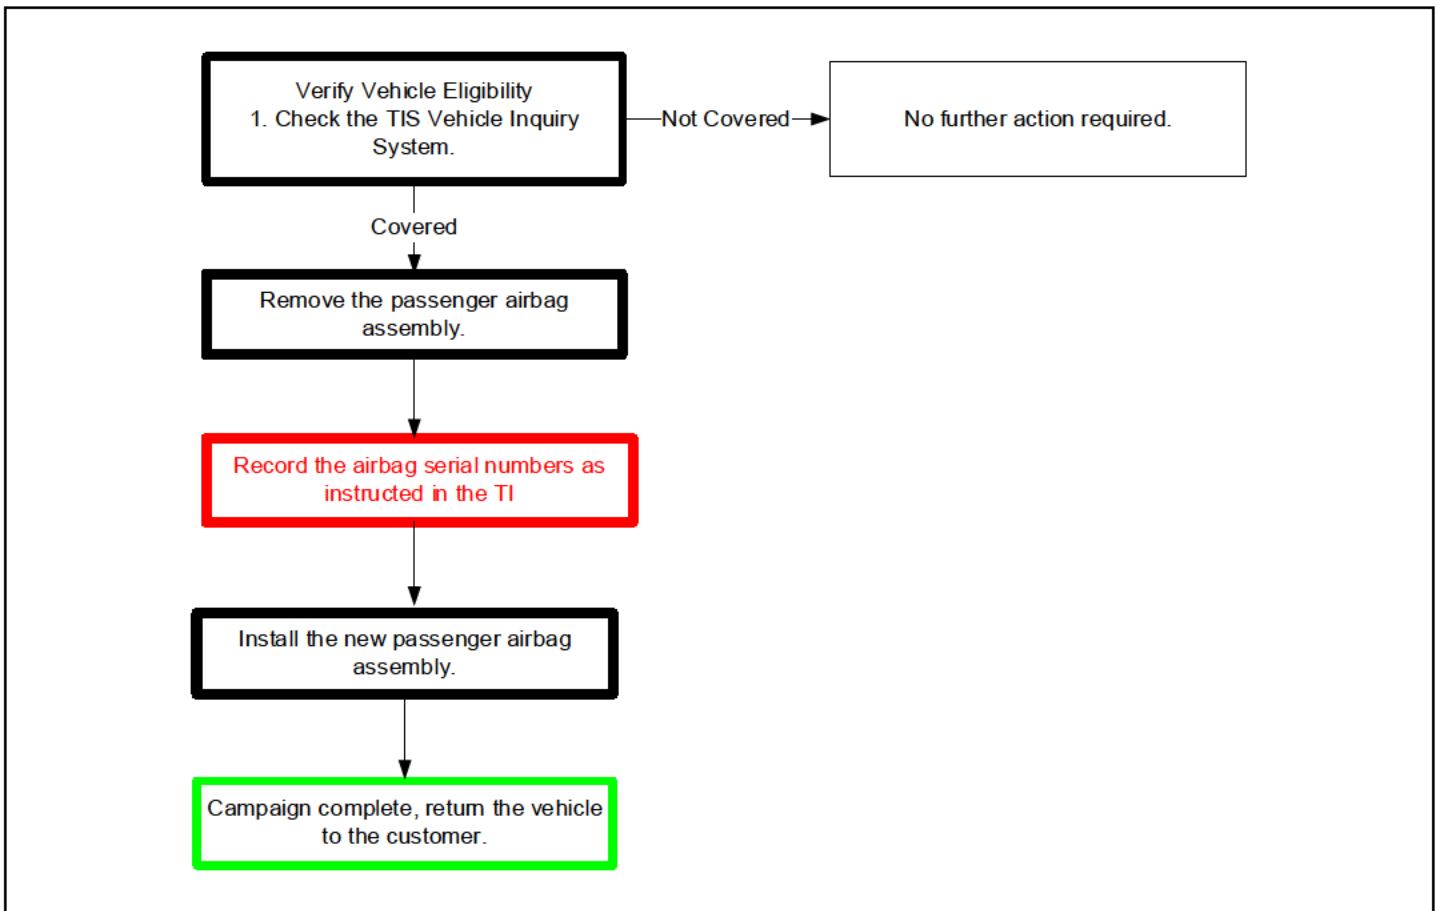 Verify Vehicle Eligibility
1. Check the TIS Vehicle Inquiry
System.
Not Covered
No further action required.
Covered
Remove the passenger airbag
assembly.
Record the airbag serial numbers as
instructed in the TI
Install the new passenger airbag
assembly.
Campaign complete, return the vehicle
to the customer.